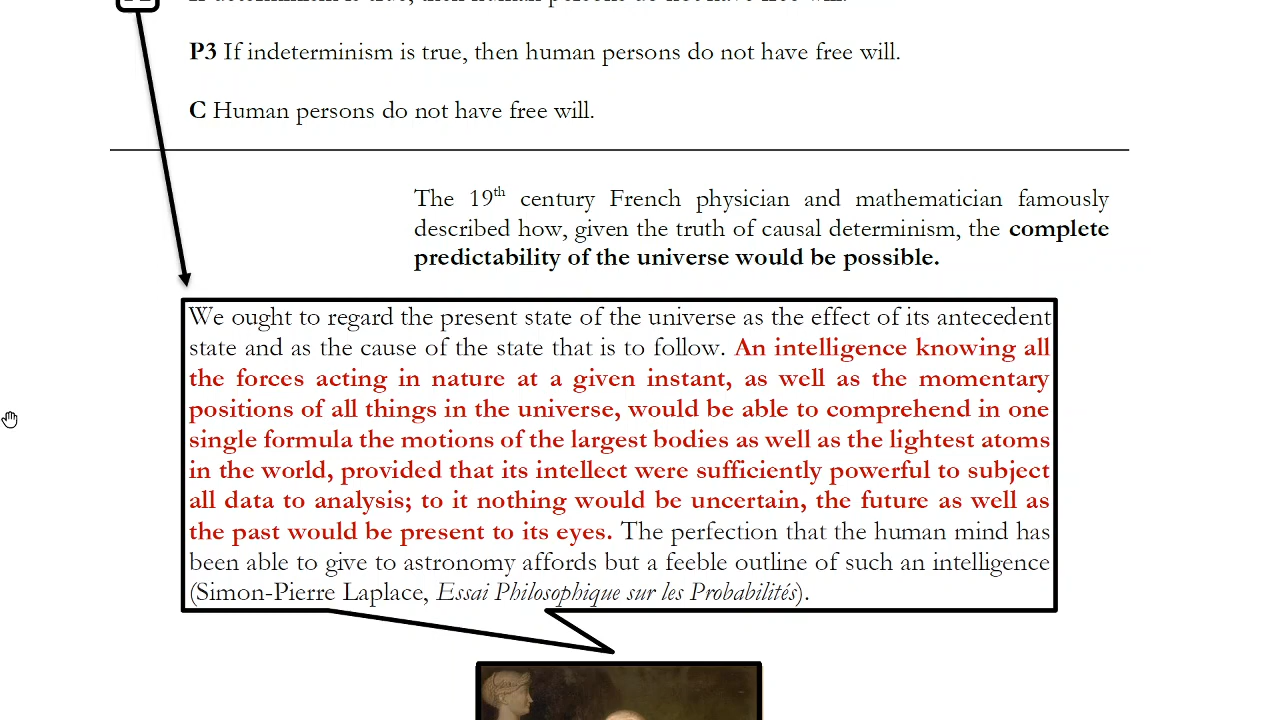 P3 If indeterminism is true, then human persons do not have free will.
C Human persons do not have free will.
The 19th century French physician and mathematician famously
described how, given the truth of causal determinism, the complete
predictability of the universe would be possible.
We ought to regard the present state of the universe as the effect of its antecedent
state and as the cause of the state that is to follow. An intelligence knowing all
the forces acting in nature at a given instant, as well as the momentary
positions of all things in the universe, would be able to comprehend in one
single formula the motions of the largest bodies as well as the lightest atoms
in the world, provided that its intellect were sufficiently powerful to subject
all data to analysis; to it nothing would be uncertain, the future as well as
the past would be present to its eyes. The perfection that the human mind has
been able to give to astronomy affords but a feeble outline of such an intelligence
(Simon-Pierre Laplace, Essai Philosophique sur les Probabilités).